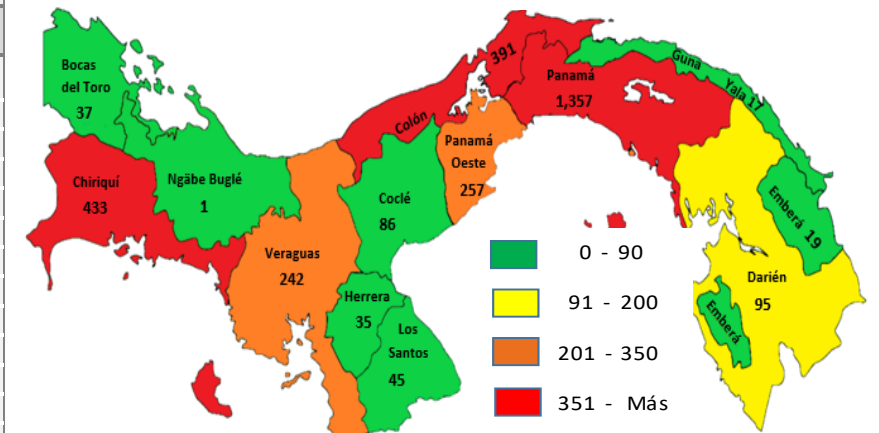 Bocas
del Toro
37
Chiriquí
433
Ngäbe Buglé
1
Veraguas
242
Herrera
35
Los
Santos
45
Coclé
86
Colón
391
Panamá
Oeste
257
Panamá
1,357
Guna
Yala 17
Emberá 19
Darién
95
Emberá
0 - 90
91 - 200
201 - 350
351 - Más